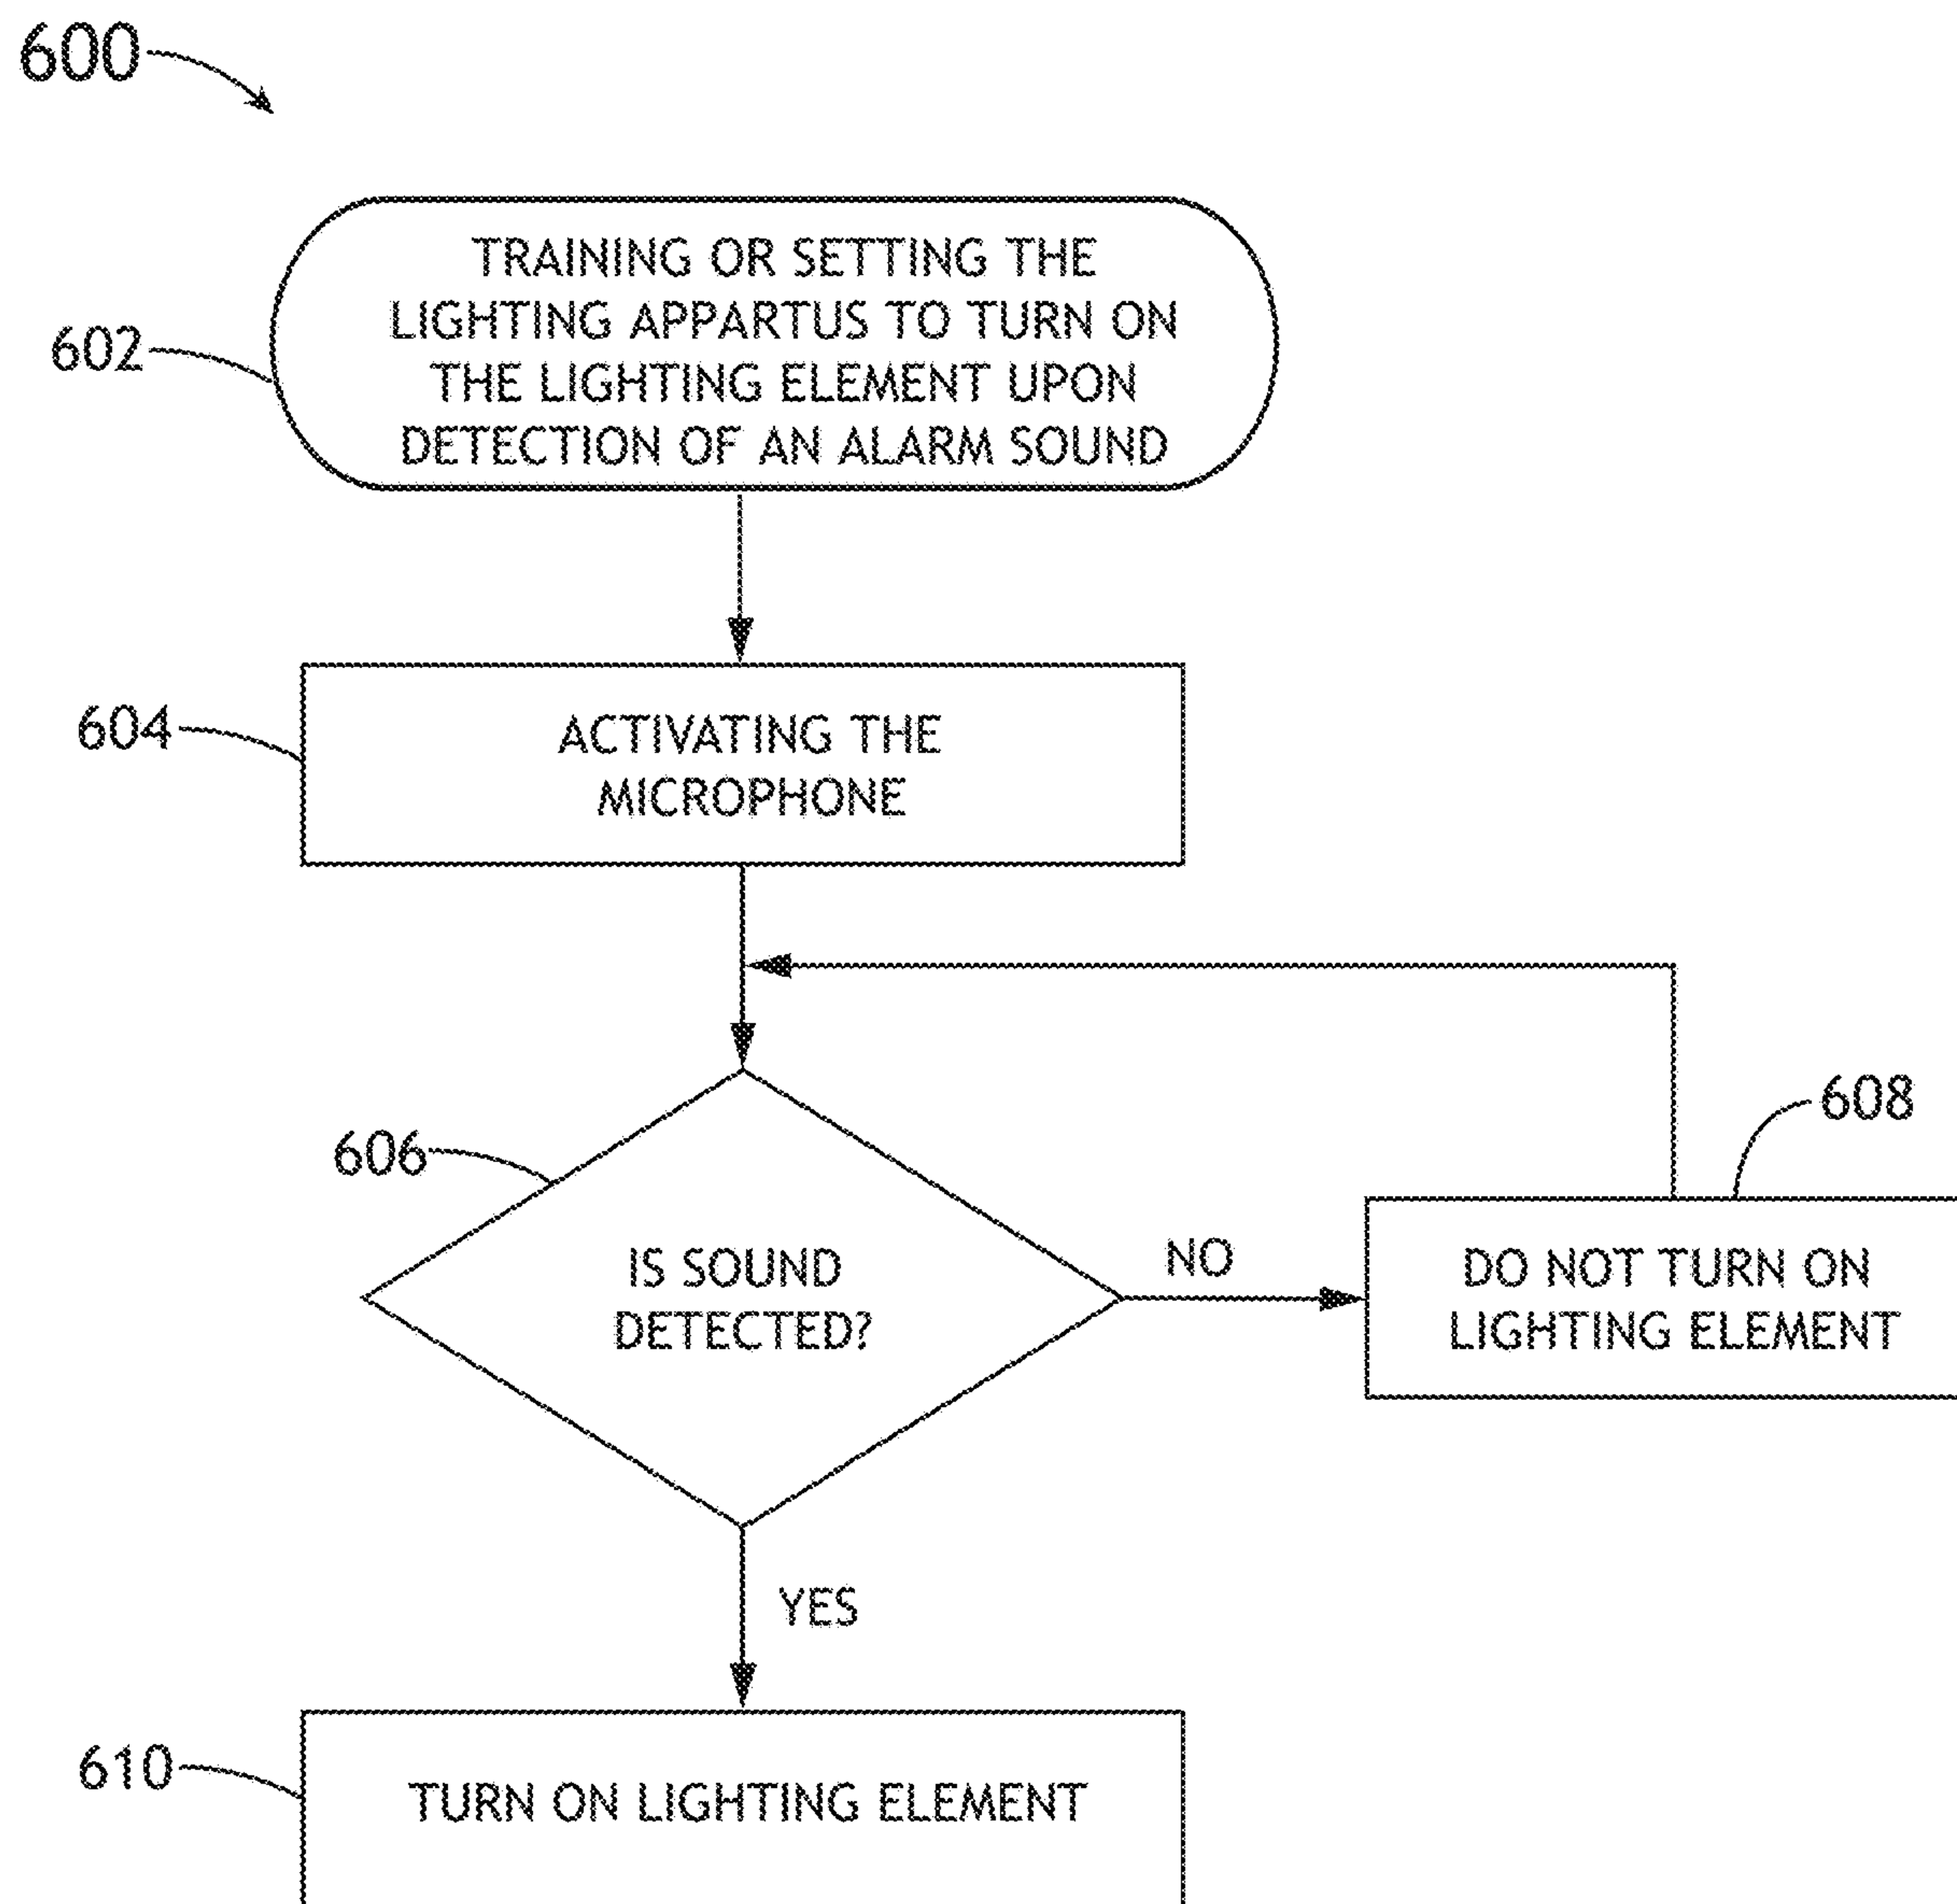 600
TRAINING OR SETTING THE
LIGHTING APPARTUS TO TURN ON
THE LIGHTING ELEMENT UPON
DETECTION OF AN ALARM SOUND
602
604
ACTIVATING THE
MICROPHONE
606
IS SOUND
DETECTED?
NO
608
DO NOT TURN ON
LIGHTING ELEMENT
YES
610
TURN ON LIGHTING ELEMENT